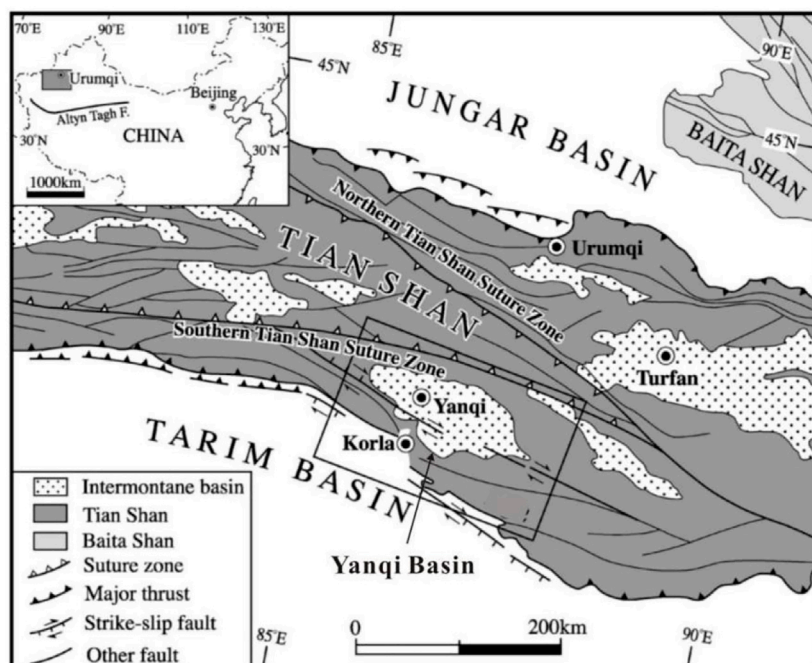 70°E
90°E
110°E
130°E
Urumqi
Beijing
Altyn Tagh F.
CHINA
30°N
30°N
1000km
85°E
90°E
45°N
45°N
JUNGAR BASIN
BAITA SHAN
Northern Tian Shan Suture Zone
Urumqi
TIAN SHAN
Southern Tian Shan Suture Zone
Turfan
Yanqi
Korla
TARIM BASIN
Yanqi Basin
Intermontane basin
Tian Shan
Baita Shan
Suture zone
Major thrust
Strike-slip fault
Other fault
85°E
0
200km
90°E